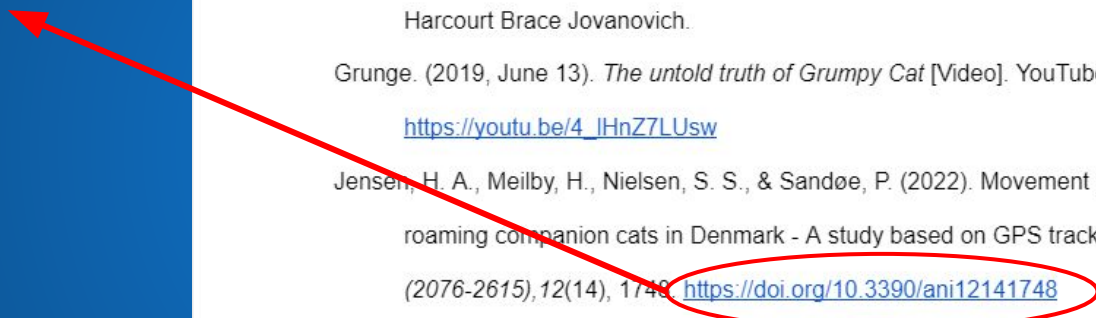 Harcourt Brace Jovanovich.
Grunge. (2019, June 13). The untold truth of Grumpy Cat [Video]. YouTube
https://youtu.be/4_lHnZ7LUsw
Jensen, H. A., Meilby, H., Nielsen, S. S., & Sandøe, P. (2022). Movement
roaming companion cats in Denmark - A study based on GPS track
(2076-2615),12(14), 1748. https://doi.org/10.3390/ani12141748